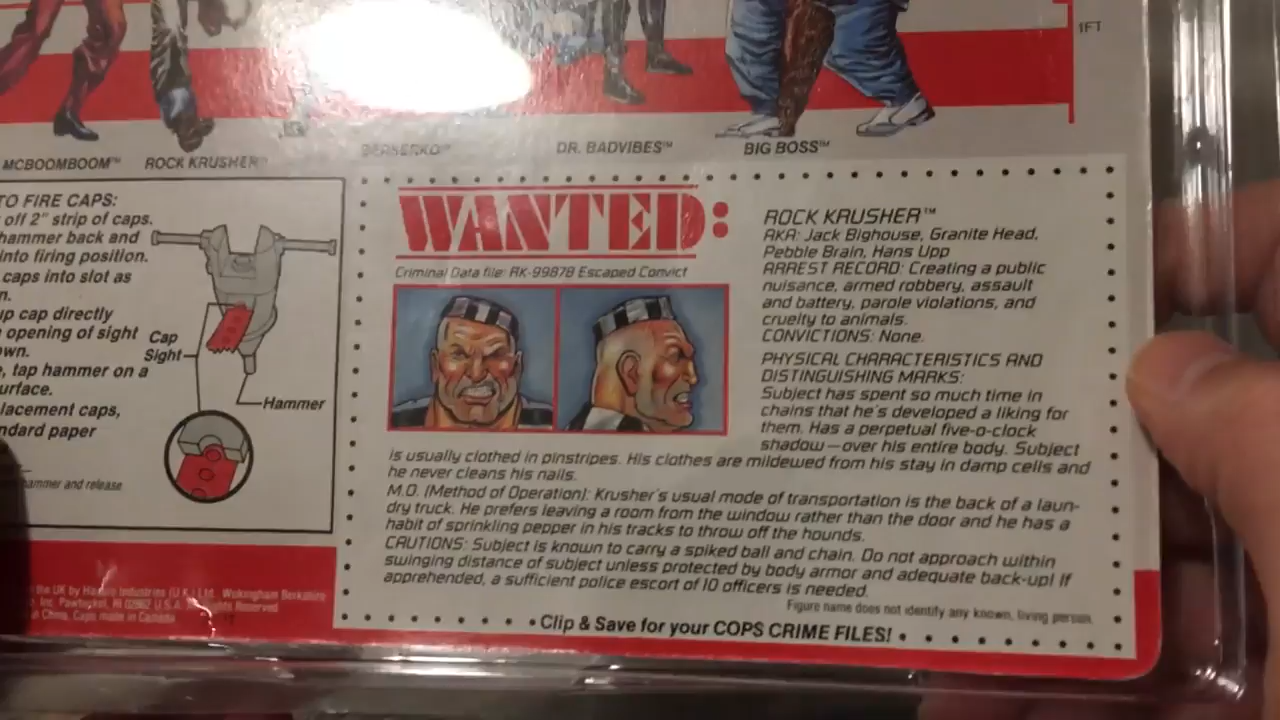 1FT
MCBOOMBOOM™ ROCK KRUSHER™ BERSERKO™ DR. BADVIBES™ BIG BOSS™
TO FIRE CAPS:
off 2" strip of caps.
hammer back and
into firing position.
caps into slot as
up cap directly
opening of sight
tap hammer on a
caps,
paper
hammer and release
Cap
Sight
Hammer
WANTED:
Criminal Data file: RK-99878 Escaped Convict
ROCK KRUSHER™
AKA: Jack Bighouse, Granite Head,
Pebble Brain, Hans Upp
ARREST RECORD: Creating a public
nuisance, armed robbery, assault
and battery, parole violations, and
cruelty to animals.
CONVICTIONS: None.
PHYSICAL CHARACTERISTICS AND
DISTINGUISHING MARKS:
Subject has spent so much time in
chains that he's developed a liking for
them. Has a perpetual five-o-clock
shadow—over his entire body. Subject
is usually clothed in pinstripes. His clothes are mildewed from his stay in damp cells and
he never cleans his nails.
M.O. (Method of Operation): Krusher's usual mode of transportation is the back of a laun-
dry truck. He prefers leaving a room from the window rather than the door and he has a
habit of sprinkling pepper in his tracks to throw off the hounds.
CAUTIONS: Subject is known to carry a spiked ball and chain. Do not approach within
swinging distance of subject unless protected by body armor and adequate back-up! If
apprehended, a sufficient police escort of 10 officers is needed.
Figure name does not identify any known, living person.
Clip & Save for your COPS CRIME FILES!
the UK by Hasbro Industries (U.K.) Ltd., Wokingham Berkshire
Inc. Pawtucket, RI 02862 U.S.A. All Rights Reserved
China, Caps made in Canada